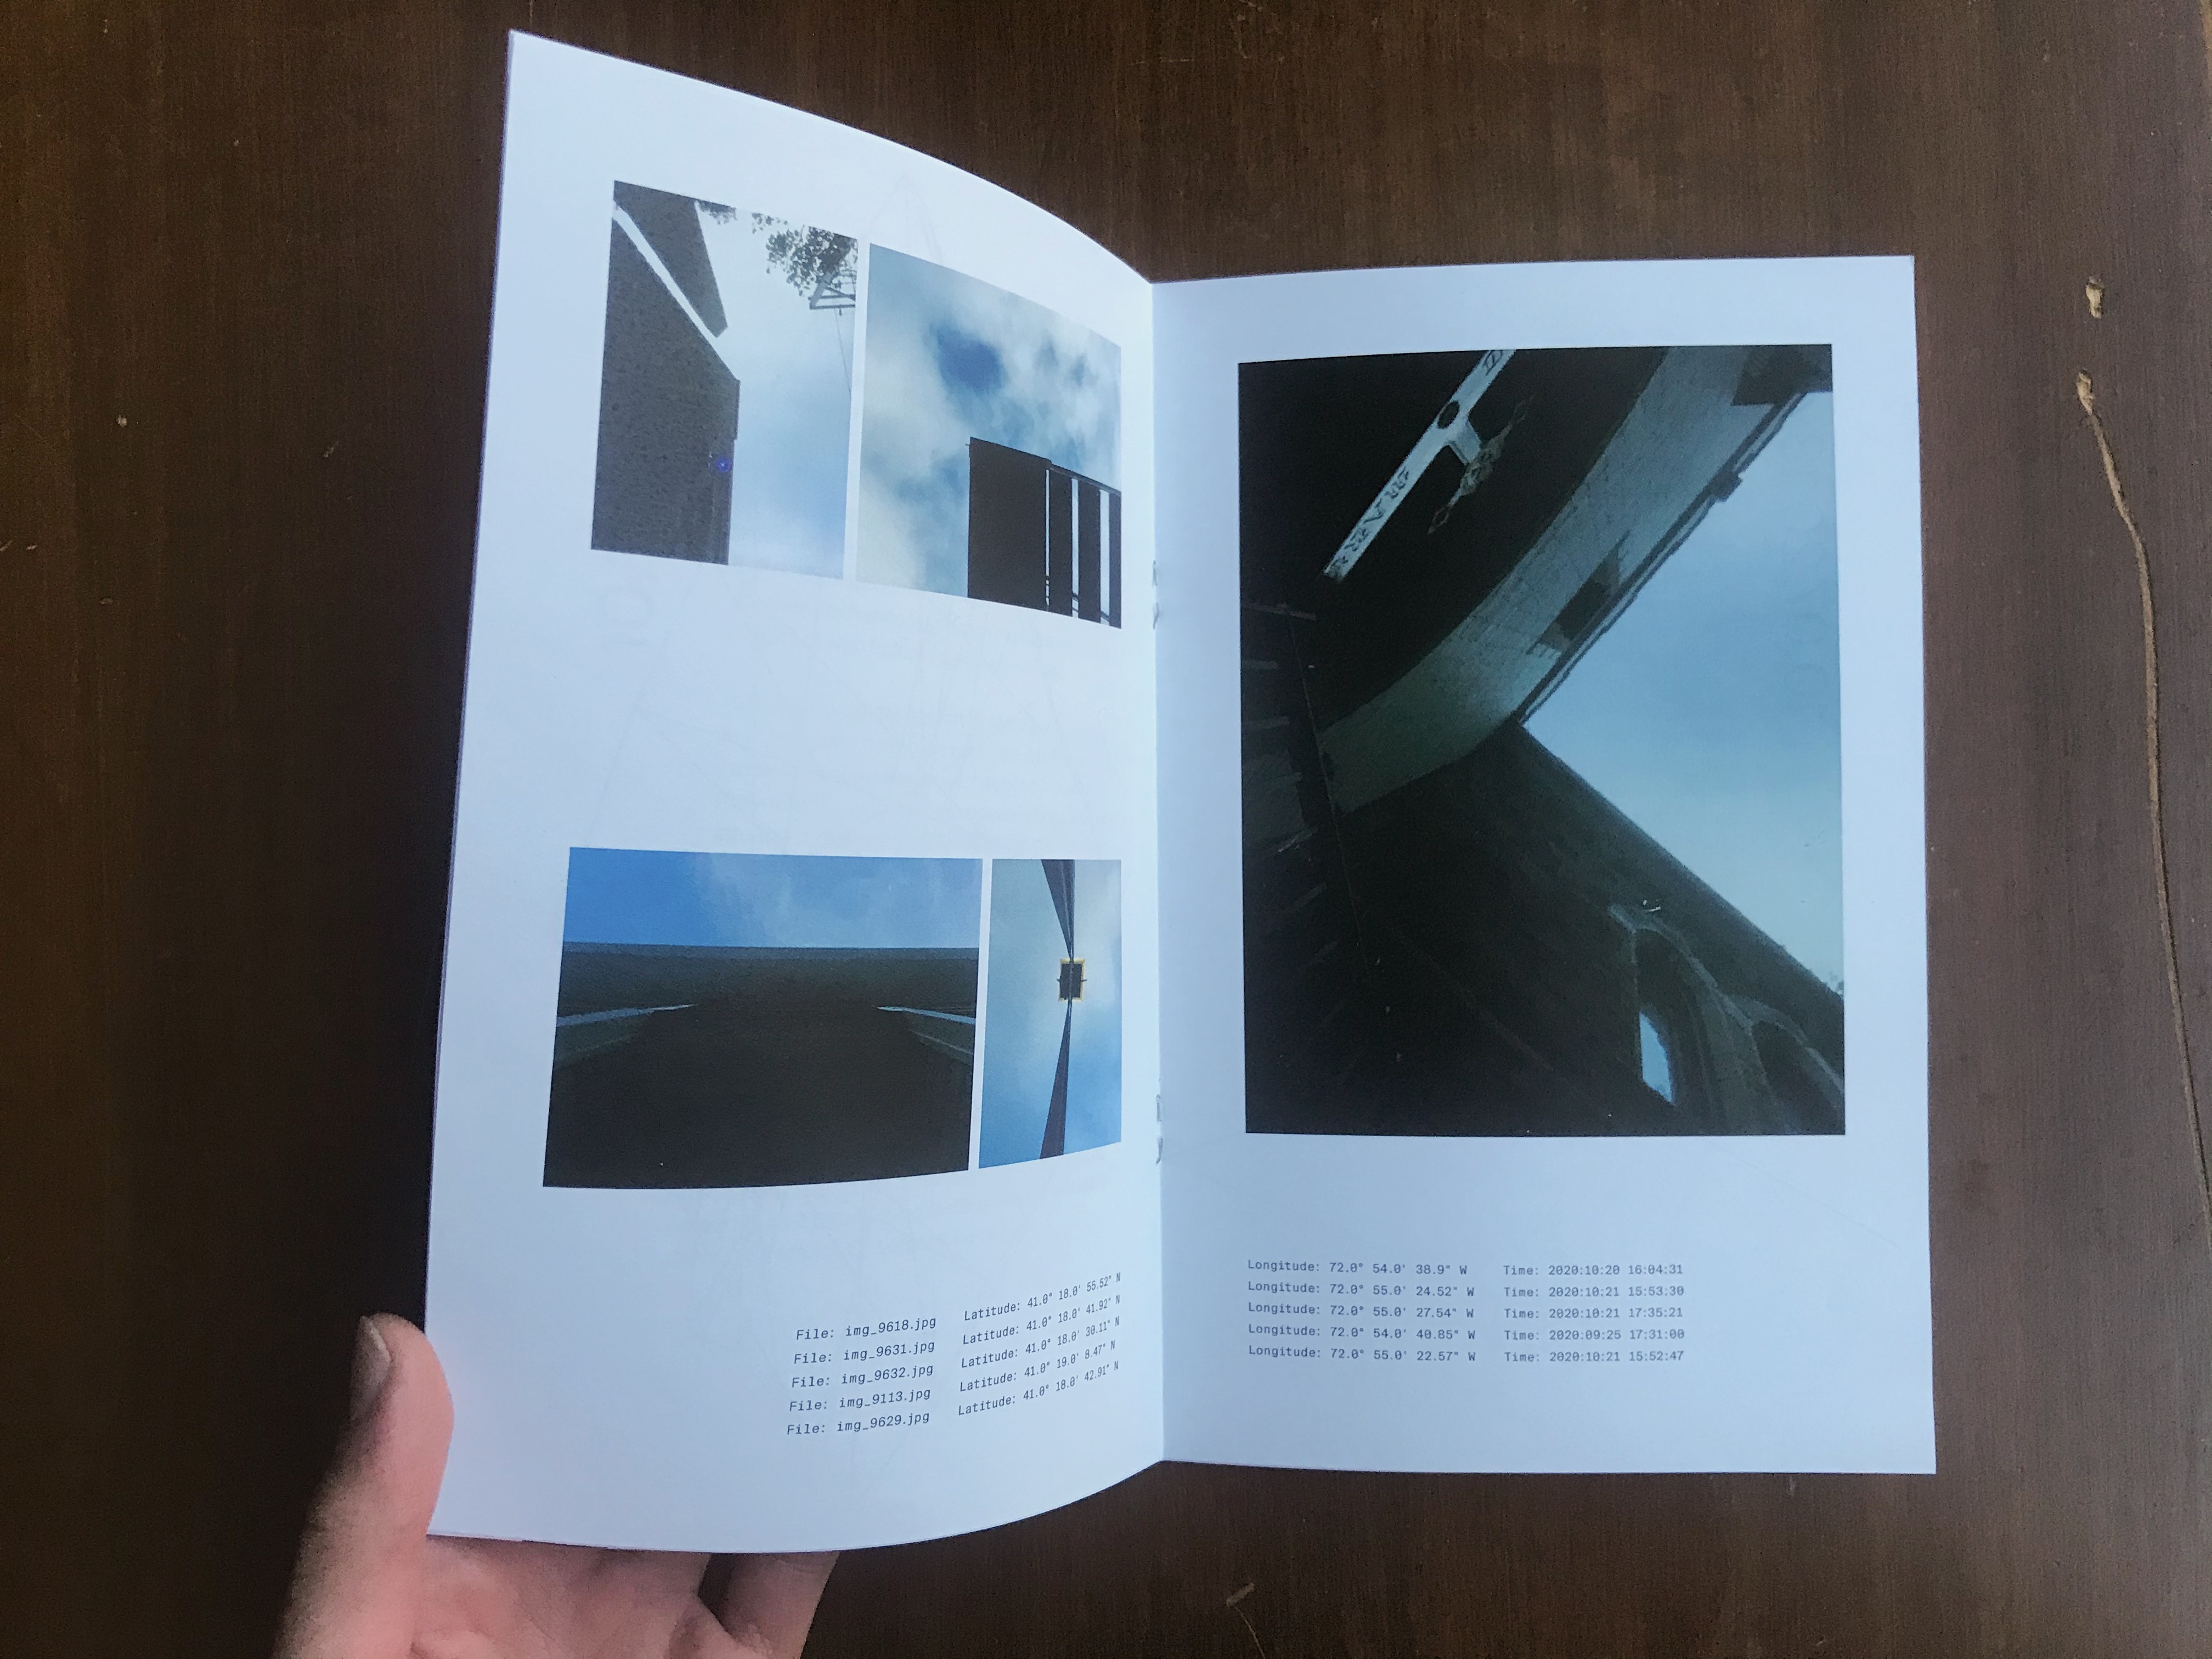 File: img_9618.jpg Latitude: 41.0° 18.0' 55.52" N
File: img_9631.jpg Latitude: 41.0° 18.0' 41.92" N
File: img_9632.jpg Latitude: 41.0° 18.0' 30.11" N
File: img_9113.jpg Latitude: 41.0° 19.0' 8.47" N
File: img_9629.jpg Latitude: 41.0° 18.0' 42.91" N
Longitude: 72.0° 54.0' 38.9" W Time: 2020:10:20 16:04:31
Longitude: 72.0° 55.0' 24.52" W Time: 2020:10:21 15:53:30
Longitude: 72.0° 55.0' 27.54" W Time: 2020:10:21 17:35:21
Longitude: 72.0° 54.0' 40.85" W Time: 2020:09:25 17:31:00
Longitude: 72.0° 55.0' 22.57" W Time: 2020:10:21 15:52:47